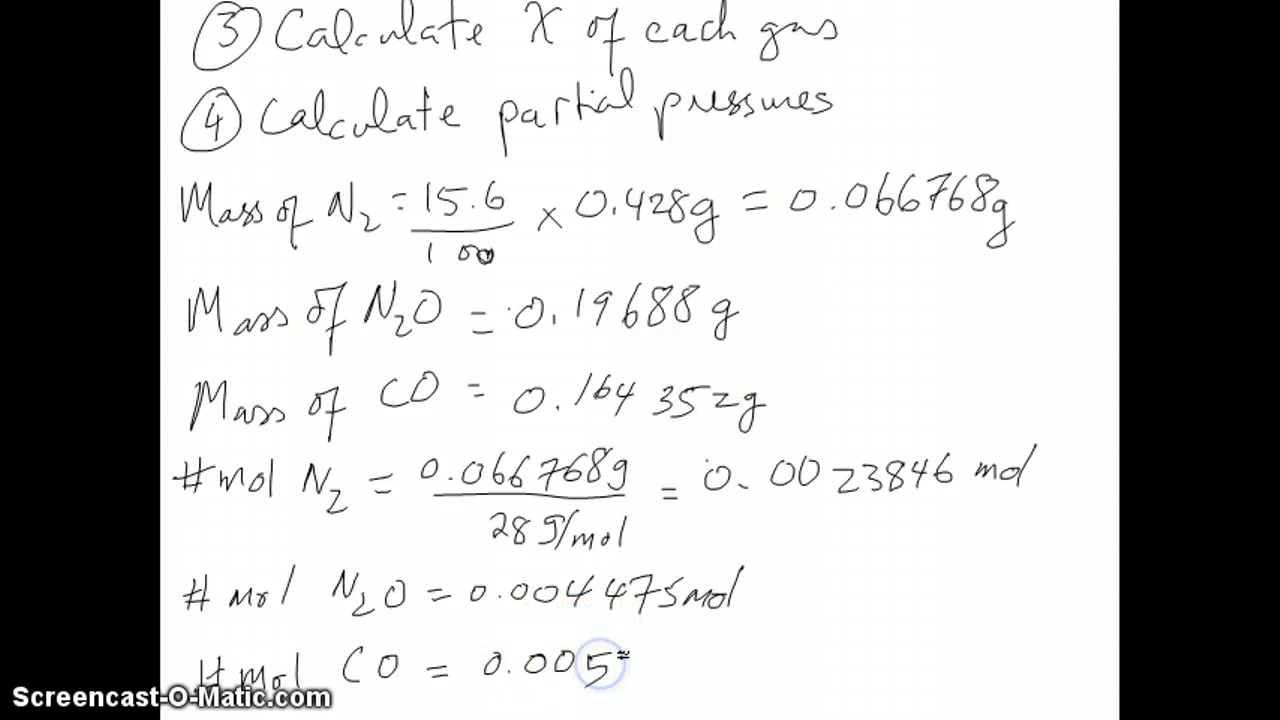 ③ Calculate X of each gas
④ Calculate partial pressures
Mass of N₂ = 15.6/100 × 0.428g = 0.066768g
Mass of N₂O = 0.19688 g
Mass of CO = 0.164352g
#mol N₂ = 0.066768g / 28 g/mol = 0.0023846 mol
# mol N₂O = 0.004475mol
# mol CO = 0.005
Screencast-O-Matic.com